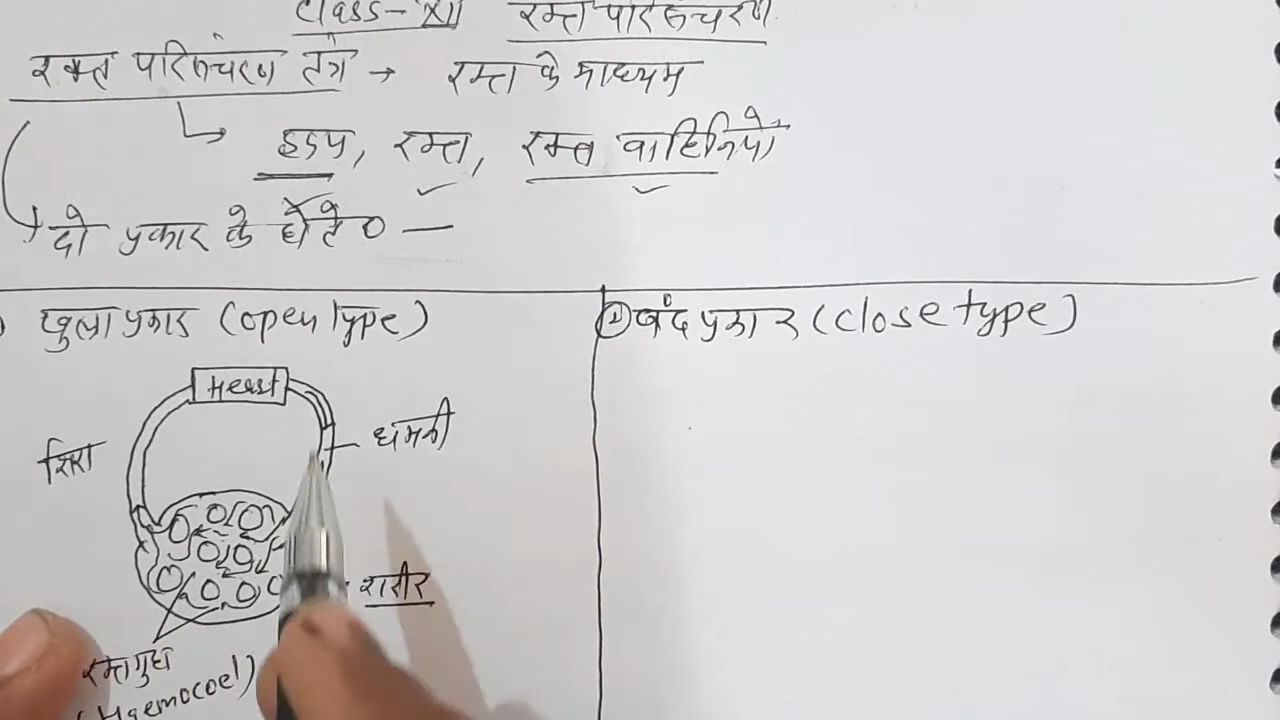 Class-XII रक्त परिसंचरण
रक्त परिसंचरण तंत्र → रक्त के माध्यम
हृदय, रक्त, रक्त वाहिनियों
दो प्रकार के होते है —
खुला प्रकार (open Type)
② बंद प्रकार (close type)
Heart
शिरा
धमनी
शरीर
रक्तगुहा
(Haemocoel)